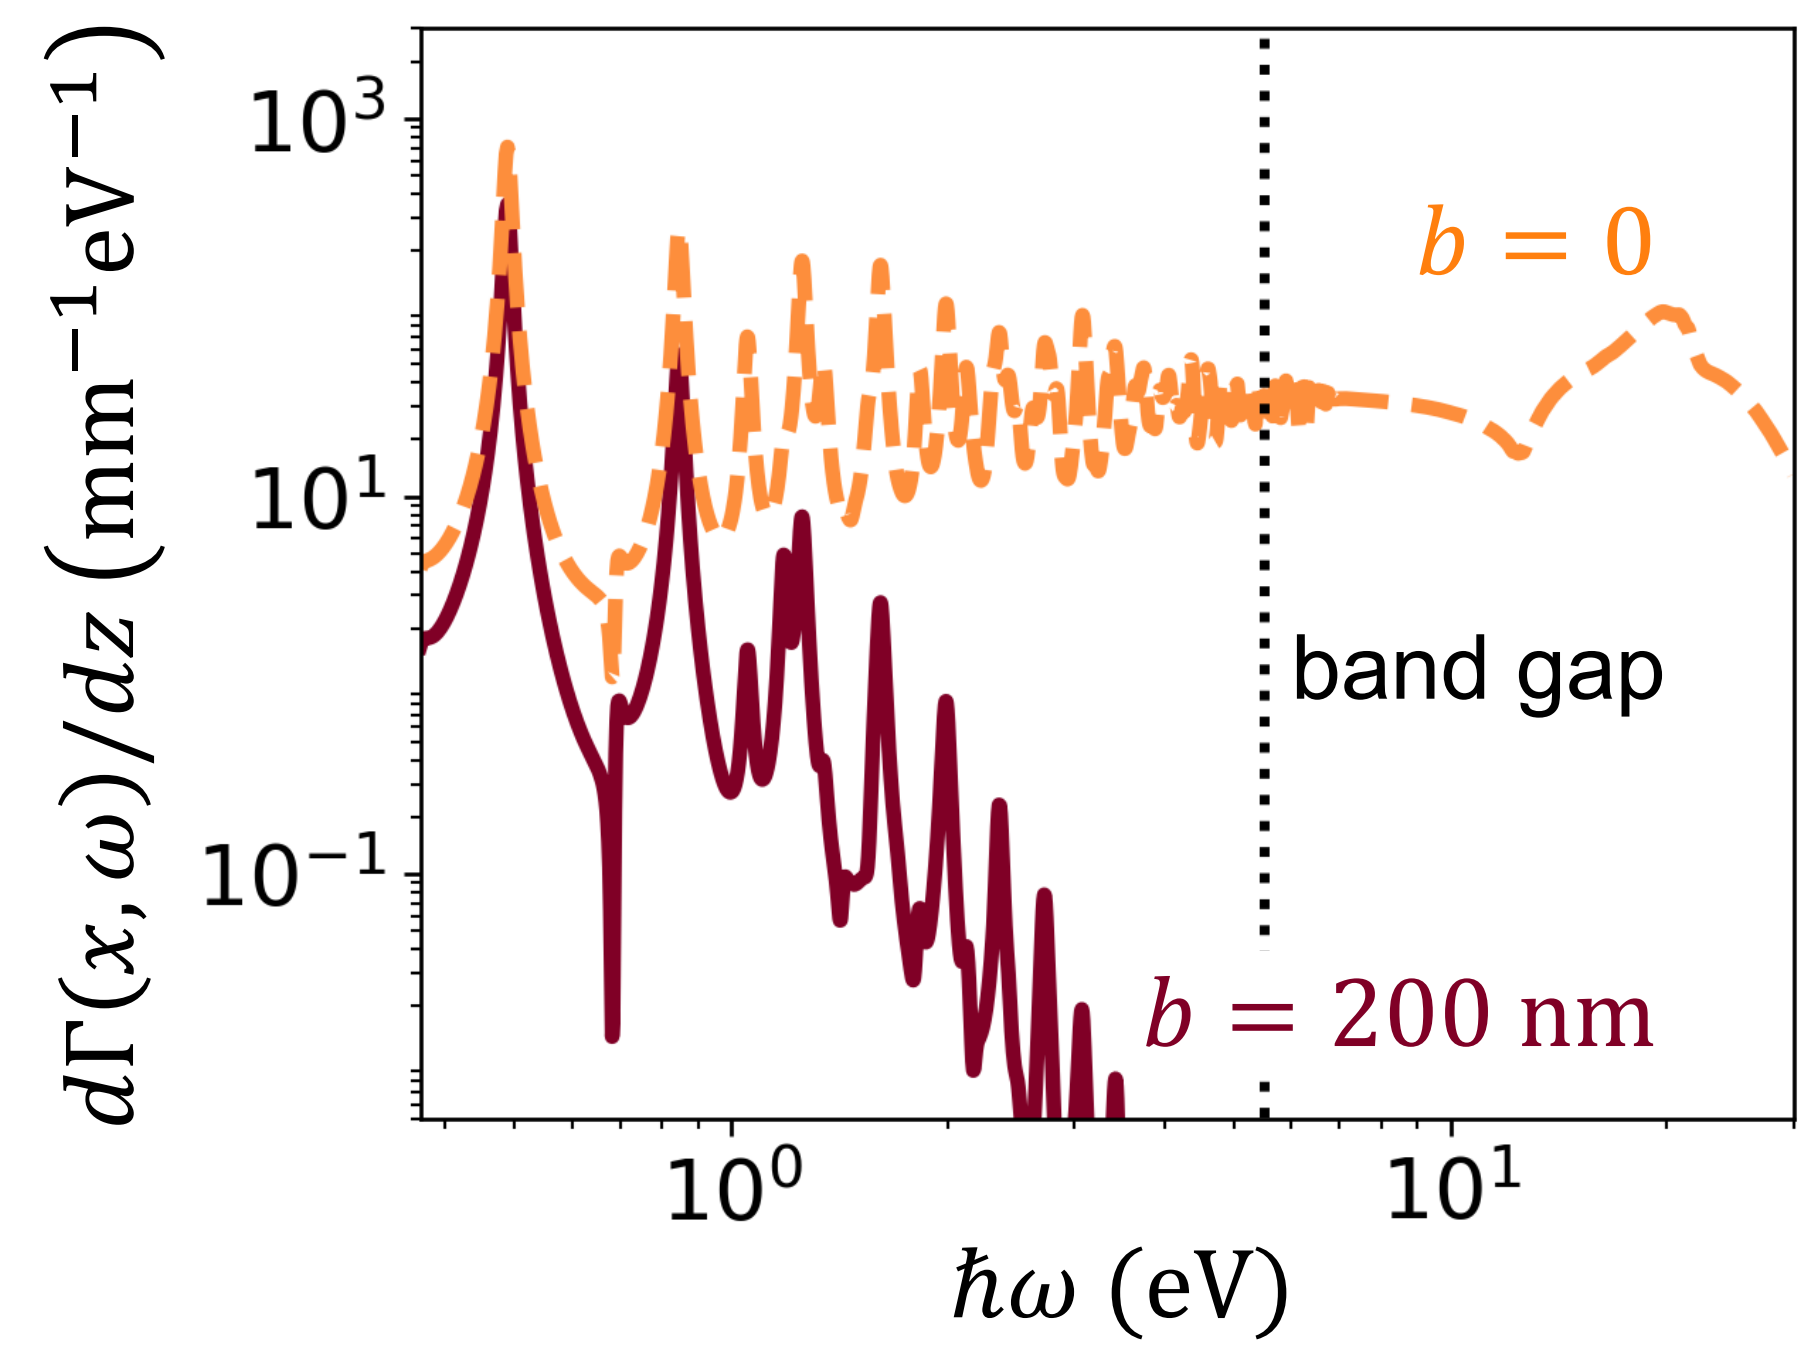 dΓ(x, ω)/dz (mm⁻¹eV⁻¹)
10³
10¹
10⁻¹
b = 0
band gap
b = 200 nm
10⁰
10¹
ħω (eV)